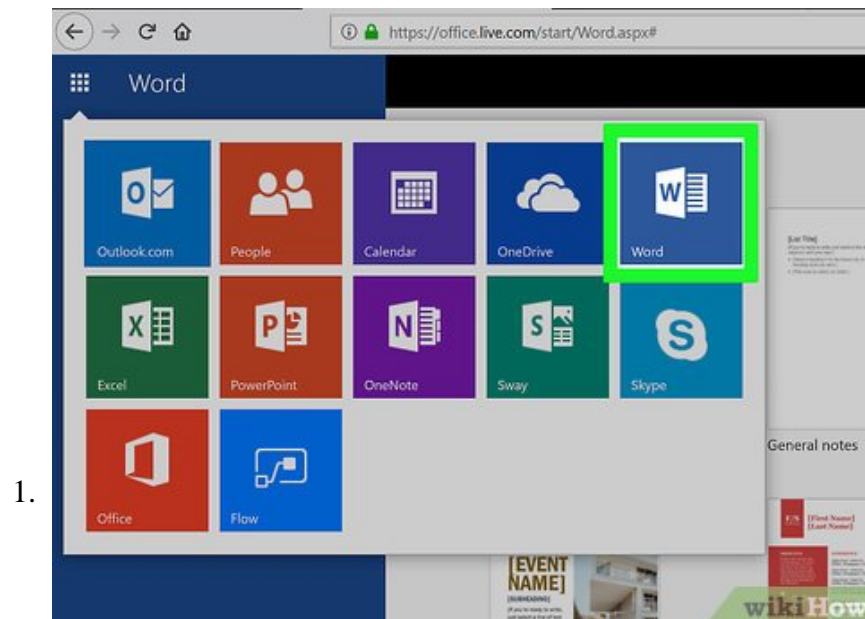 https://office.live.com/start/Word.aspx#
Word
Outlook.com
People
Calendar
OneDrive
Word
Excel
PowerPoint
OneNote
Sway
Skype
Office
Flow
General notes
1.
[First Name]
[Last Name]
[EVENT
NAME]
[SUBHEADING]
wikiHow